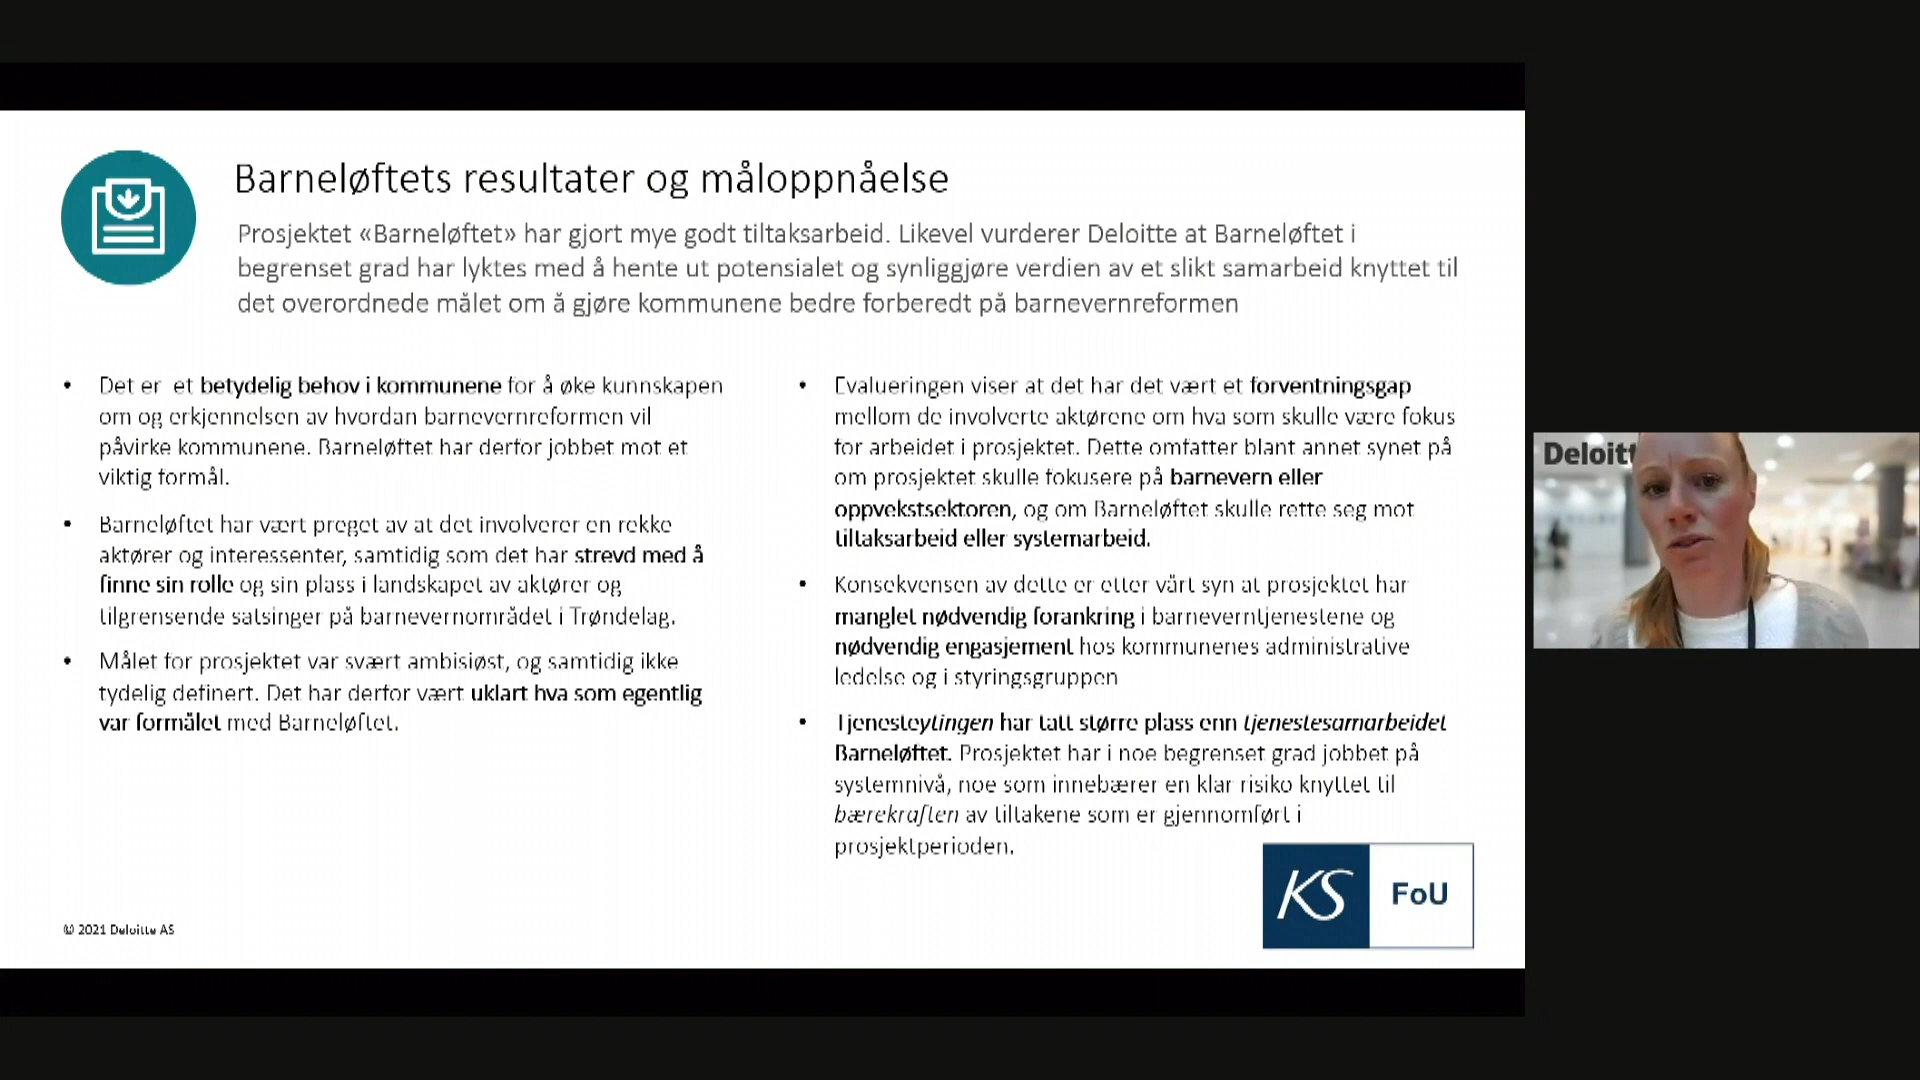 Barneløftets resultater og måloppnåelse
Prosjektet «Barneløftet» har gjort mye godt tiltaksarbeid. Likevel vurderer Deloitte at Barneløftet i
begrenset grad har lyktes med å hente ut potensialet og synliggjøre verdien av et slikt samarbeid knyttet til
det overordnede målet om å gjøre kommunene bedre forberedt på barnevernreformen
• Det er et betydelig behov i kommunene for å øke kunnskapen
om og erkjennelsen av hvordan barnevernreformen vil
påvirke kommunene. Barneløftet har derfor jobbet mot et
viktig formål.
• Barneløftet har vært preget av at det involverer en rekke
aktører og interessenter, samtidig som det har strevd med å
finne sin rolle og sin plass i landskapet av aktører og
tilgrensende satsinger på barnevernområdet i Trøndelag.
• Målet for prosjektet var svært ambisiøst, og samtidig ikke
tydelig definert. Det har derfor vært uklart hva som egentlig
var formålet med Barneløftet.
• Evalueringen viser at det har det vært et forventningsgap
mellom de involverte aktørene om hva som skulle være fokus
for arbeidet i prosjektet. Dette omfatter blant annet synet på
om prosjektet skulle fokusere på barnevern eller
oppvekstsektoren, og om Barneløftet skulle rette seg mot
tiltaksarbeid eller systemarbeid.
• Konsekvensen av dette er etter vårt syn at prosjektet har
manglet nødvendig forankring i barneverntjenestene og
nødvendig engasjement hos kommunenes administrative
ledelse og i styringsgruppen
• Tjenesteytingen har tatt større plass enn tjenestesamarbeidet
Barneløftet. Prosjektet har i noe begrenset grad jobbet på
systemnivå, noe som innebærer en klar risiko knyttet til
bærekraften av tiltakene som er gjennomført i
prosjektperioden.
KS FoU
© 2021 Deloitte AS
Deloitt